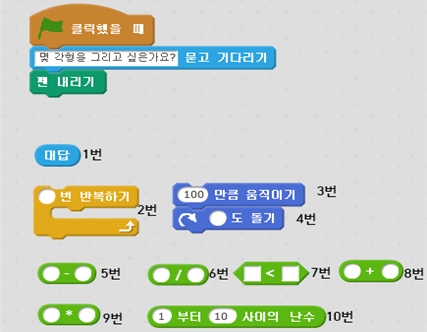 클릭했을 때
몇 각형을 그리고 싶은가요? 묻고 기다리기
펜 내리기
대답 1번
번 반복하기
2번
100 만큼 움직이기 3번
도 돌기 4번
- 5번
/ 6번
< 7번
+ 8번
* 9번
1 부터 10 사이의 난수 10번